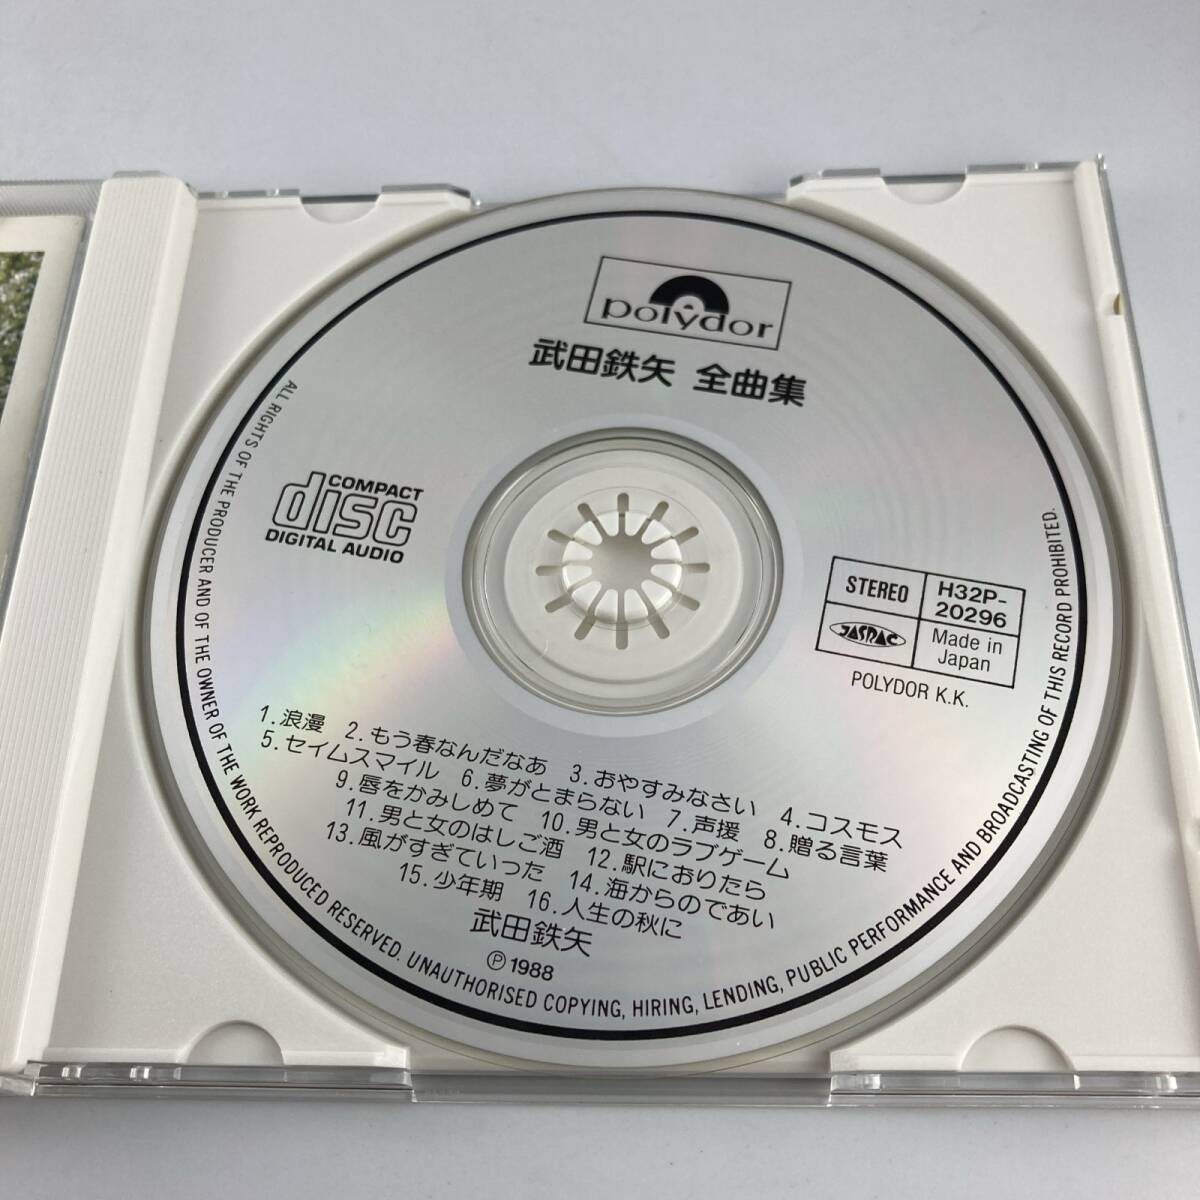 polydor
武田鉄矢 全曲集
COMPACT
disc
DIGITAL AUDIO
STEREO
H32P-
20296
JASRAC
Made in
Japan
POLYDOR K.K.
1.浪漫 2.もう春なんだなあ 3.おやすみなさい 4.コスモス
5.セイムスマイル 6.夢がとまらない 7.声援 8.贈る言葉
9.唇をかみしめて 10.男と女のラブゲーム
11.男と女のはしご酒 12.駅におりたら
13.風がすぎていった 14.海からのであい
15.少年期 16.人生の秋に
武田鉄矢
℗1988
ALL RIGHTS OF THE PRODUCER AND OF THE OWNER OF THE WORK REPRODUCED RESERVED. UNAUTHORISED COPYING, HIRING, LENDING, PUBLIC PERFORMANCE AND BROADCASTING OF THIS RECORD PROHIBITED.